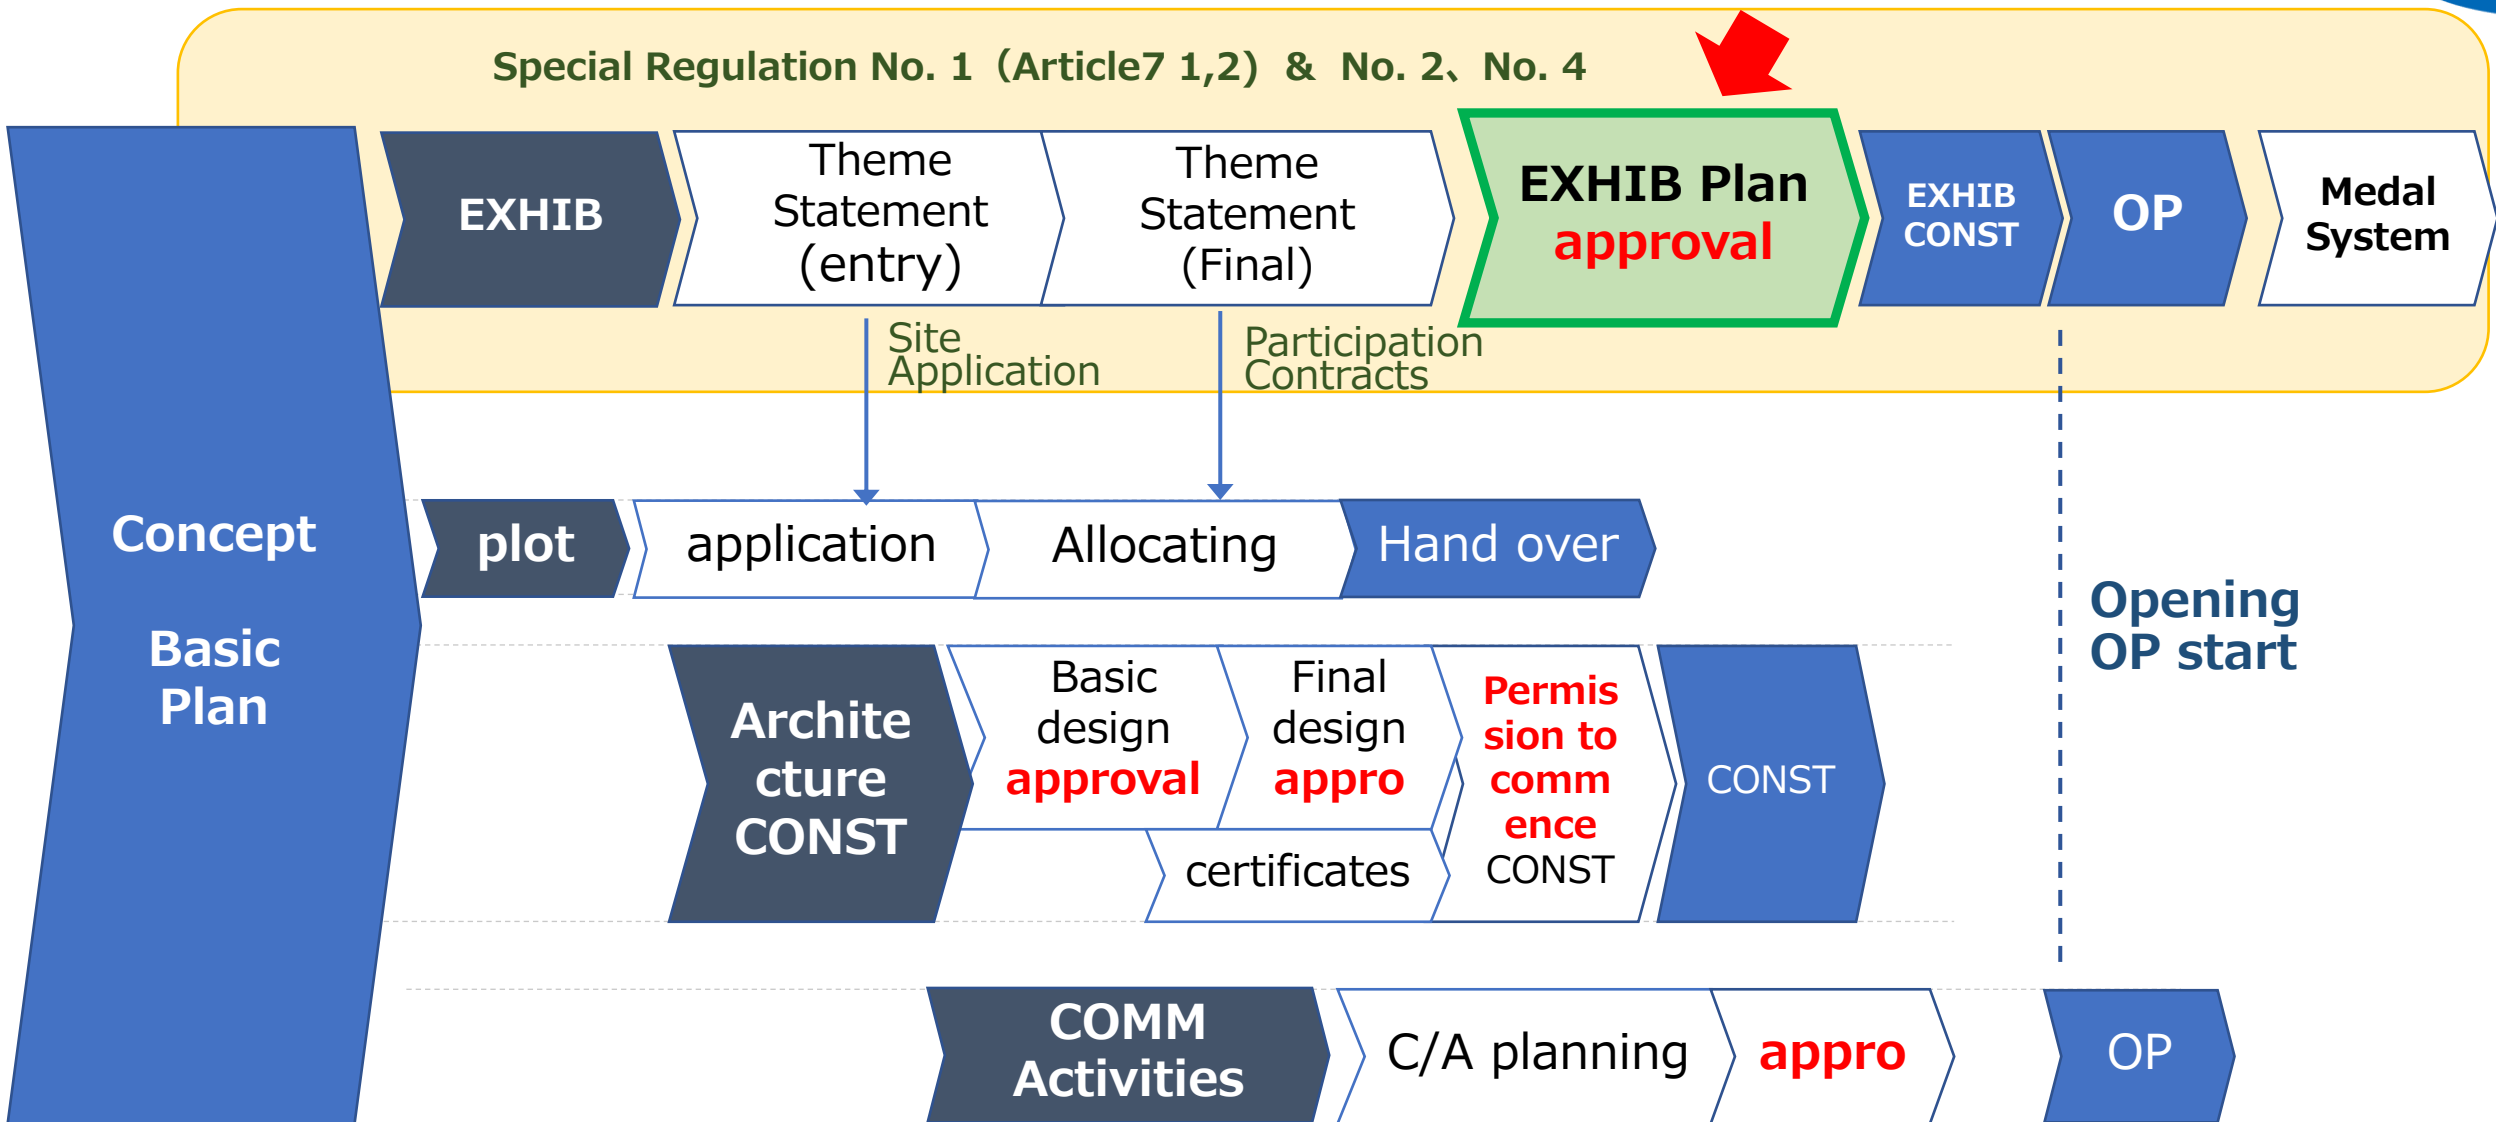 Special Regulation No. 1（Article7 1,2） & No. 2、No. 4
EXHIB
Theme
Statement
(entry)
Theme
Statement
(Final)
EXHIB Plan
approval
EXHIB
CONST
OP
Medal
System
Site
Application
Participation
Contracts
Concept
Basic
Plan
plot
application
Allocating
Hand over
Opening
OP start
Archite
cture
CONST
Basic
design
approval
Final
design
appro
certificates
Permis
sion to
comm
ence
CONST
CONST
COMM
Activities
C/A planning
appro
OP